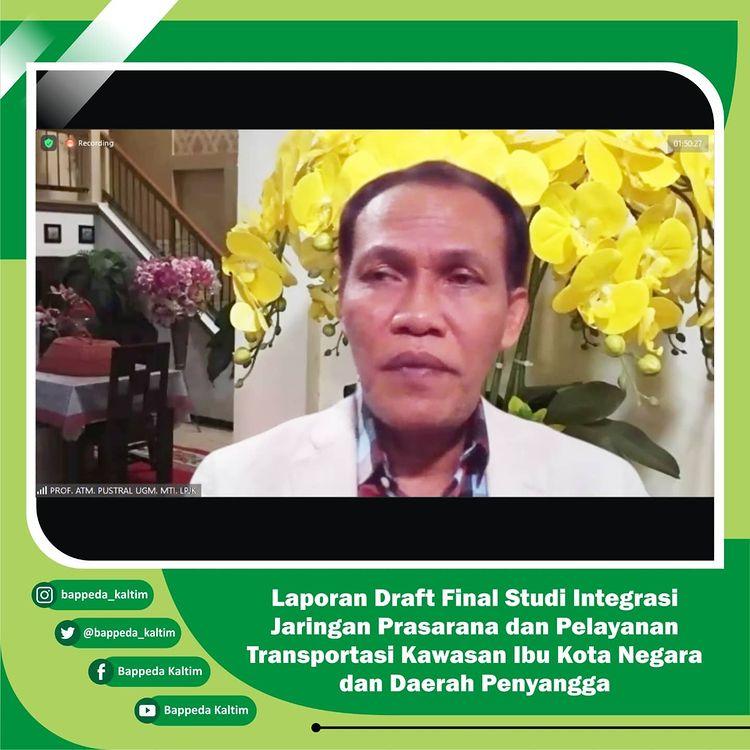 Recording
01:50:27
PROF. ATM. PUSTRAL UGM. MTI. LPJK
bappeda_kaltim
@bappeda_kaltim
Bappeda Kaltim
Bappeda Kaltim
Laporan Draft Final Studi Integrasi
Jaringan Prasarana dan Pelayanan
Transportasi Kawasan Ibu Kota Negara
dan Daerah Penyangga